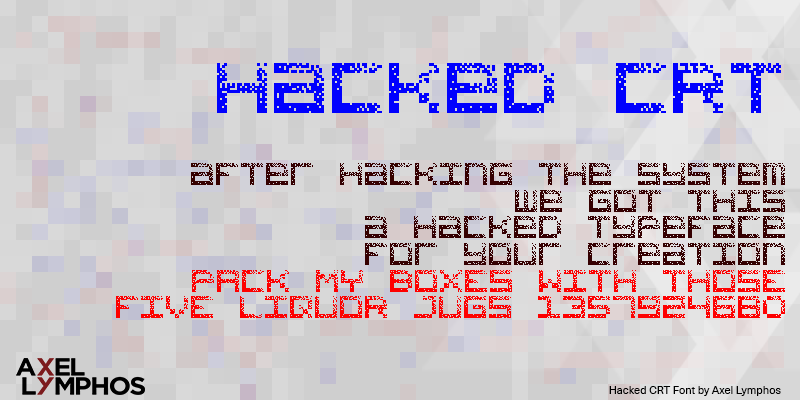 Hacked CRT
after hacking the system
we got this
a hacked typeface
for your creation
PACK MY BOXES WITH THOSE
FIVE LIQUOR JUGS 1357924680
AXEL
LYMPHOS
Hacked CRT Font by Axel Lymphos